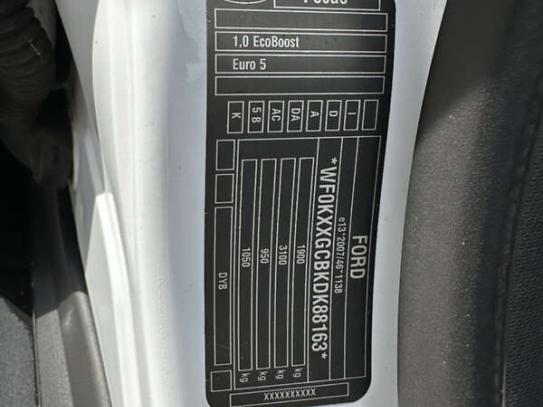 Focus
1,0 EcoBoost
Euro 5
K 5B AC DA A D I
FORD
e13*2007/46*1138
*WF0KXXGCBKDK88163*
1900 kg
3100 kg
950 kg
1050 kg
DYB
XXXXXXXXXX